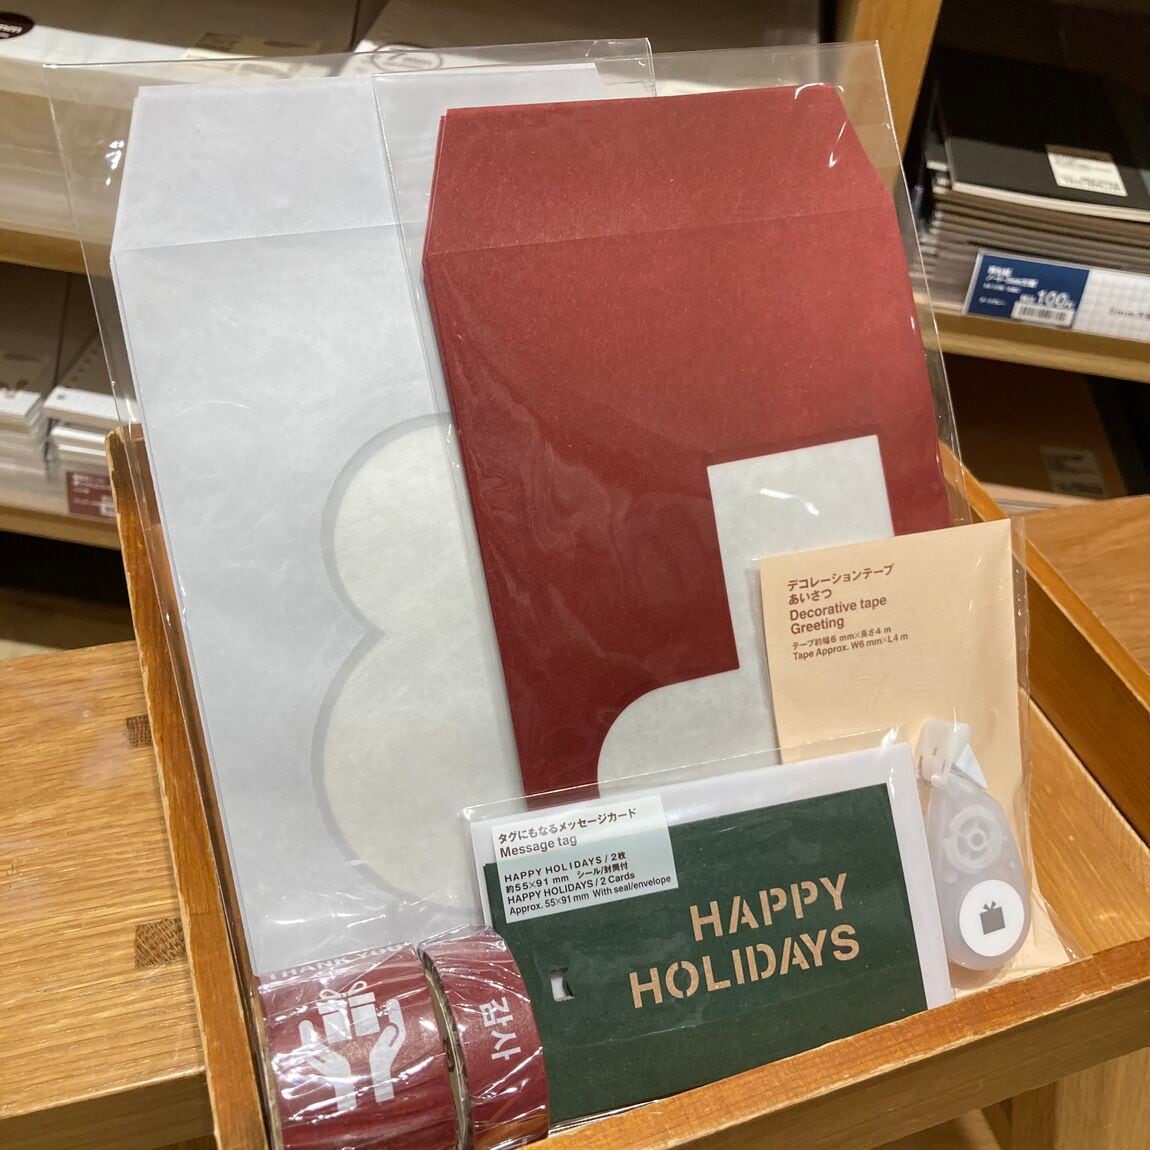 100
デコレーションテープ
あいさつ
Decorative tape
Greeting
テープ約幅6 mm×長さ4 m
Tape Approx. W6 mm×L4 m
タグにもなるメッセージカード
Message tag
HAPPY HOLIDAYS / 2枚
約55×91 mm シール/封筒付
HAPPY HOLIDAYS / 2 Cards
Approx. 55×91 mm With seal/envelope
HAPPY
HOLIDAYS
THANK YOU
감사